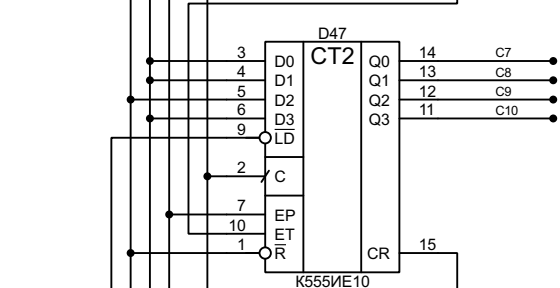 D47
CT2
3 D0 Q0 14 C7
4 D1 Q1 13 C8
5 D2 Q2 12 C9
6 D3 Q3 11 C10
9 LD
2 C
7 EP
10 ET
1 R CR 15
К555ИЕ10